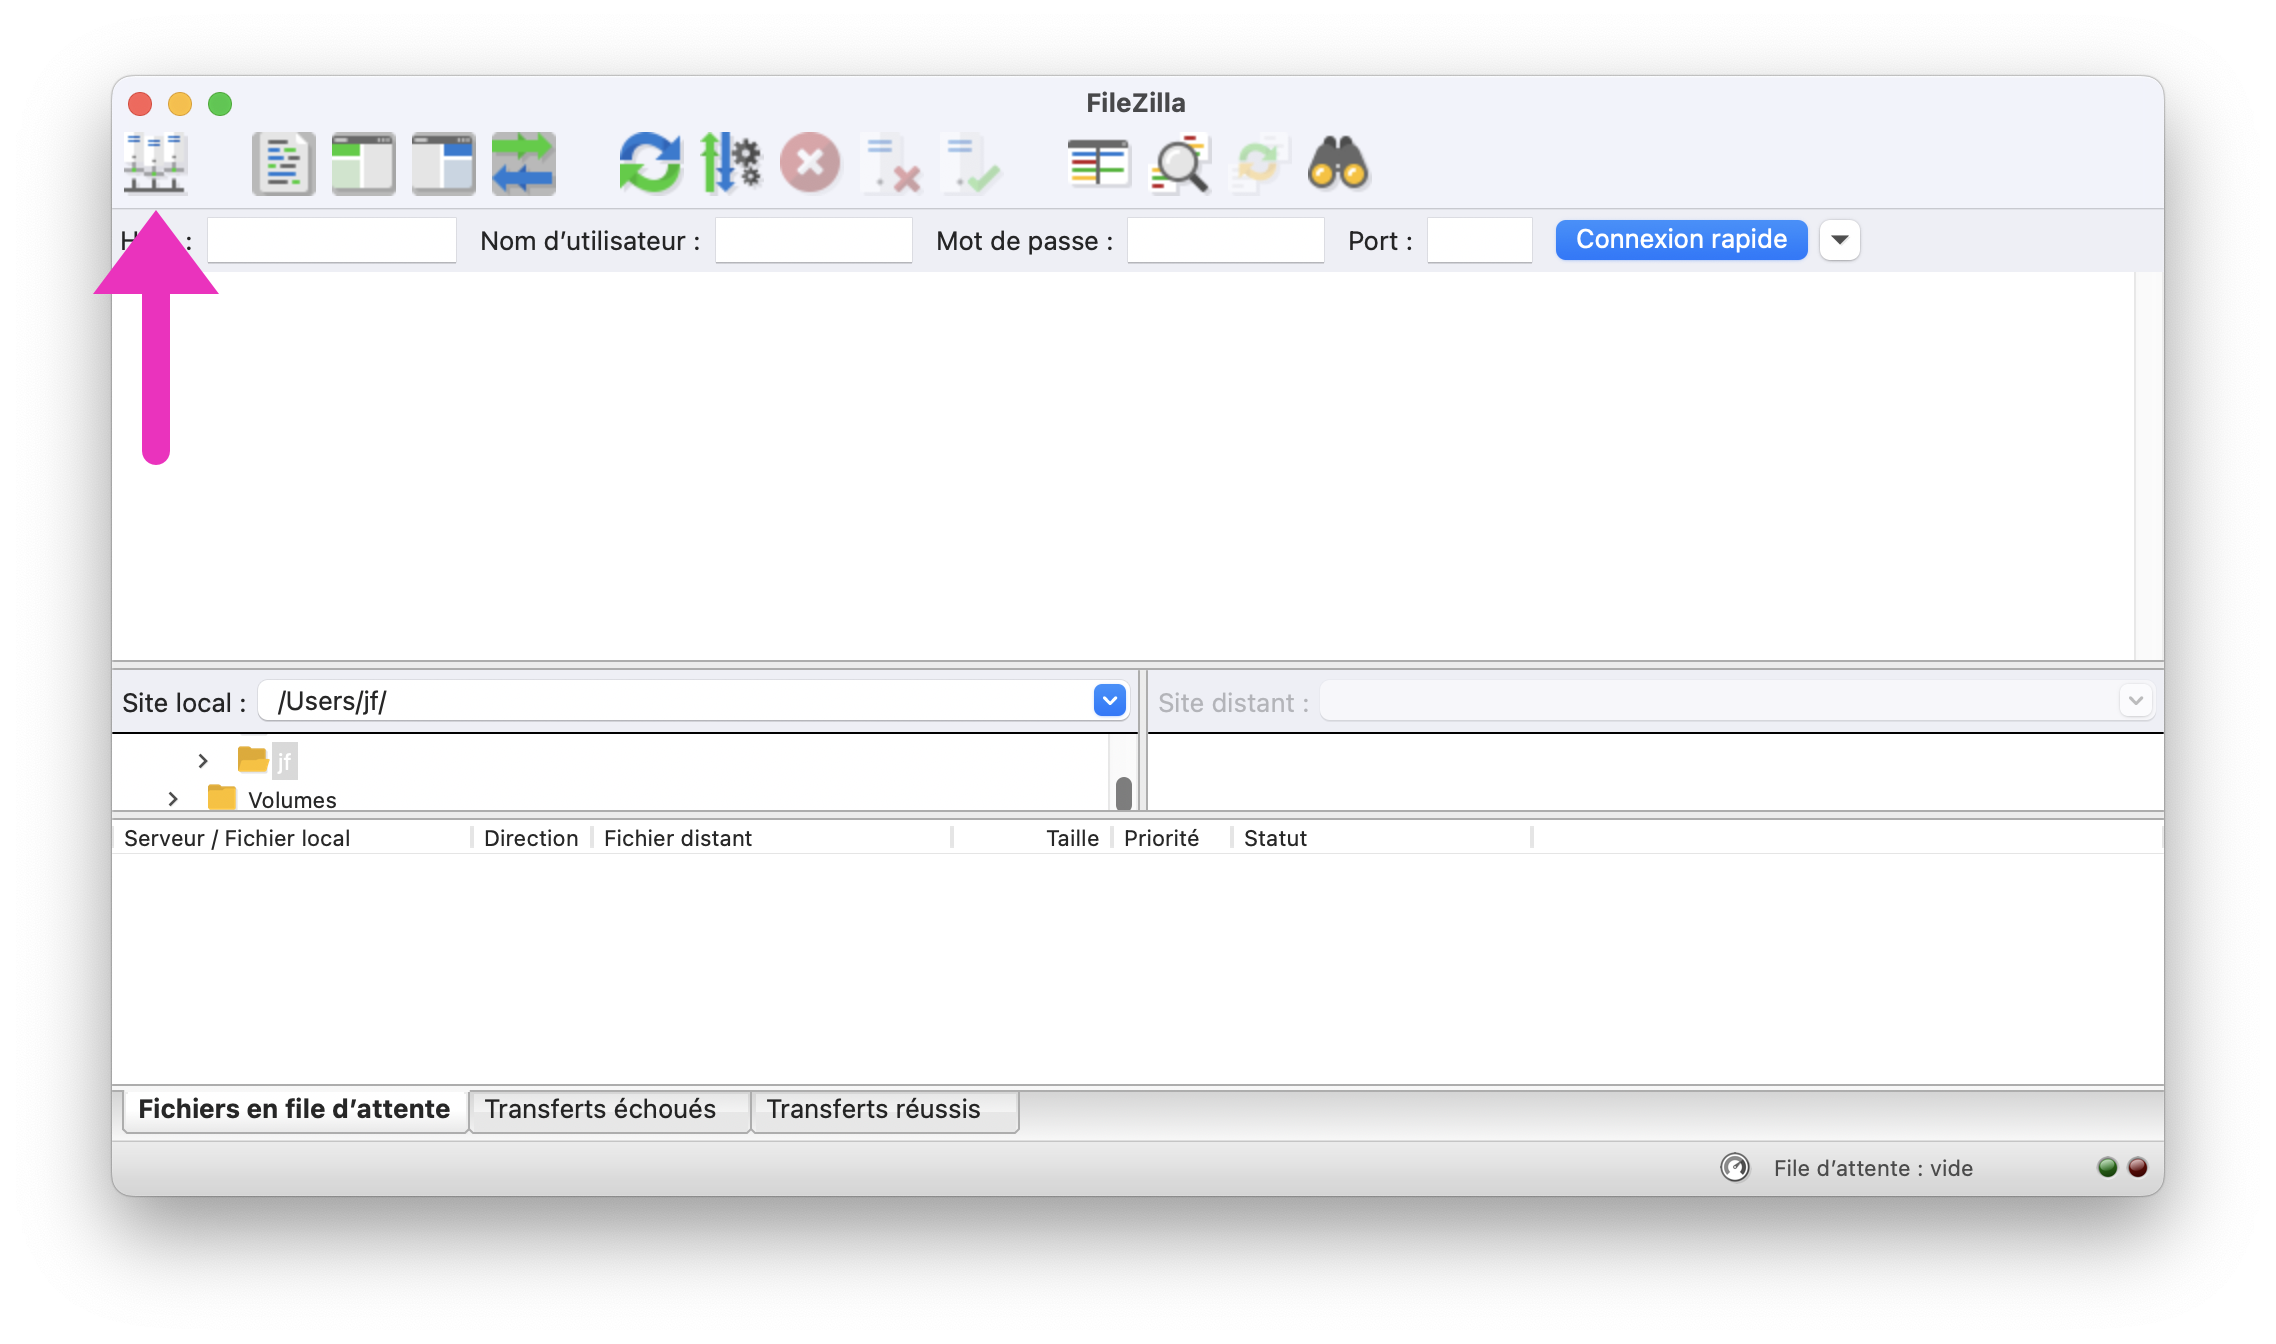 FileZilla
Nom d’utilisateur : Mot de passe : Port : Connexion rapide
Site local : /Users/jf/ Site distant :
jf
Volumes
Serveur / Fichier local Direction Fichier distant Taille Priorité Statut
Fichiers en file d’attente Transferts échoués Transferts réussis
File d’attente : vide